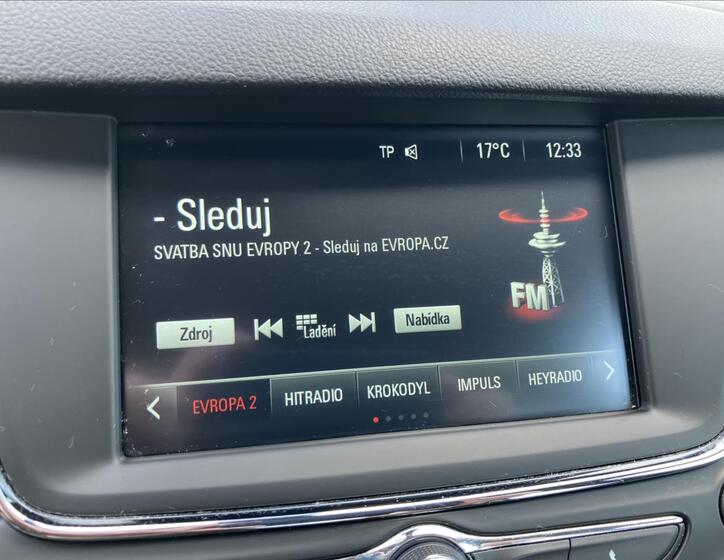 TP 17°C 12:33
- Sleduj
SVATBA SNU EVROPY 2 - Sleduj na EVROPA.CZ
FM
Zdroj Ladění Nabídka
EVROPA 2 HITRADIO KROKODYL IMPULS HEYRADIO